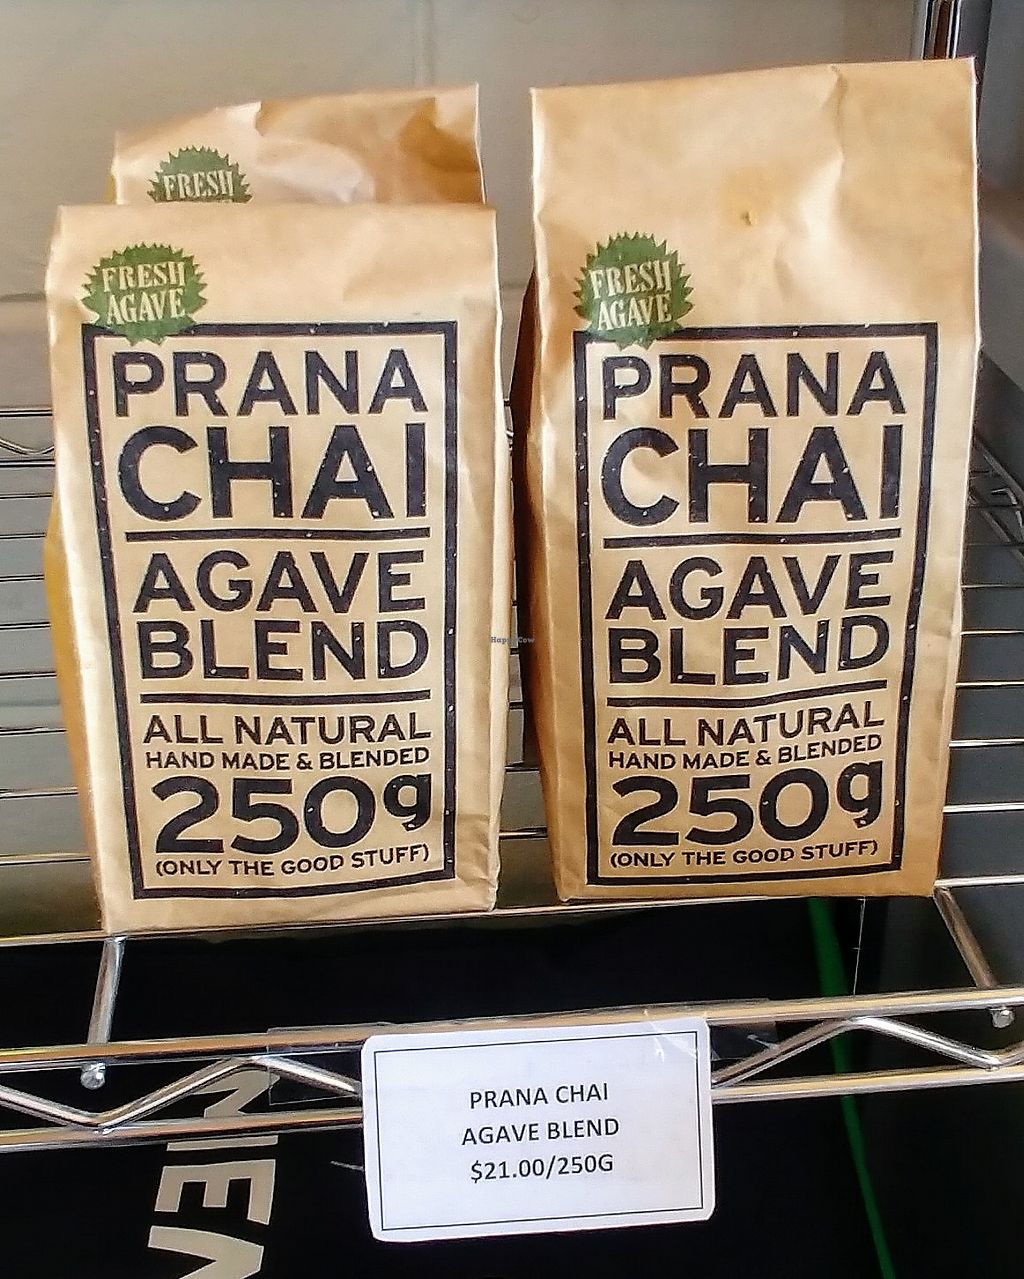 FRESH
FRESH
AGAVE
PRANA
CHAI
AGAVE
BLEND
ALL NATURAL
HAND MADE & BLENDED
250g
(ONLY THE GOOD STUFF)
FRESH
AGAVE
PRANA
CHAI
AGAVE
BLEND
ALL NATURAL
HAND MADE & BLENDED
250g
(ONLY THE GOOD STUFF)
HappyCow
PRANA CHAI
AGAVE BLEND
$21.00/250G